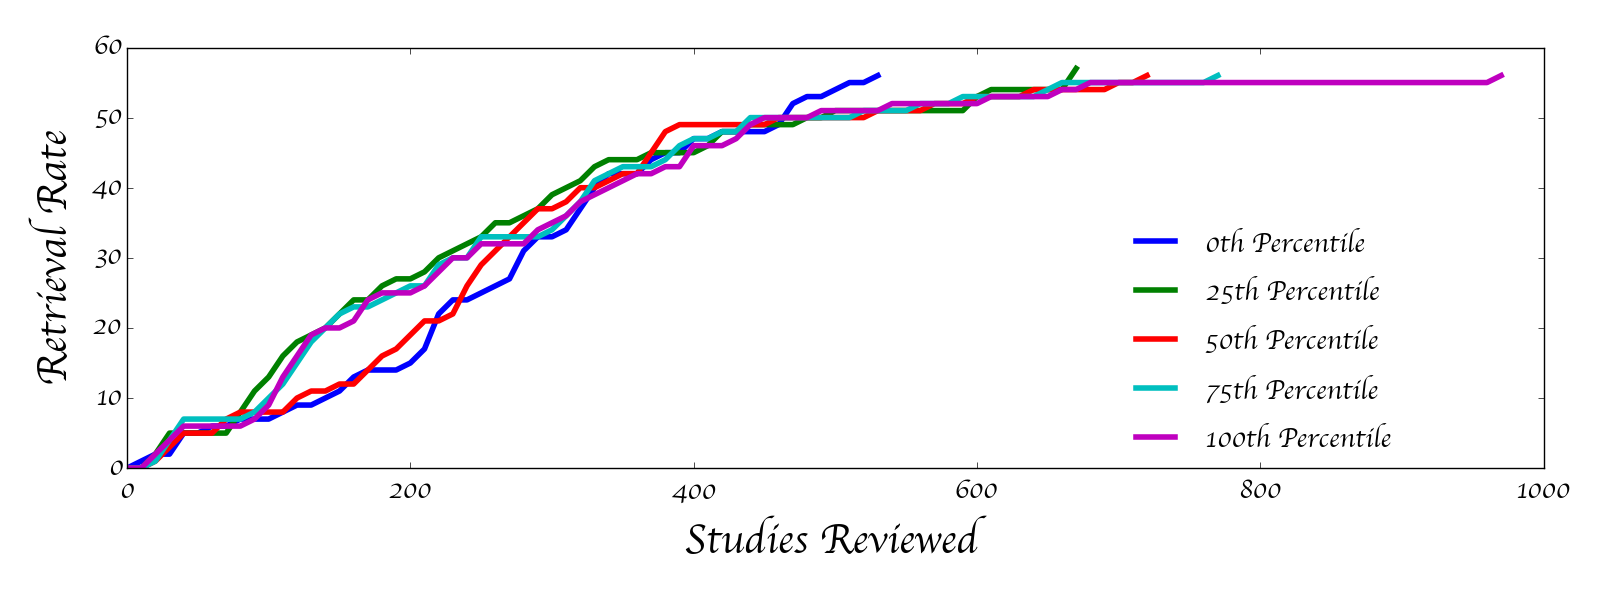 60
50
40
30
20
10
0
Retrieval Rate
0 200 400 600 800 1000
Studies Reviewed
0th Percentile
25th Percentile
50th Percentile
75th Percentile
100th Percentile